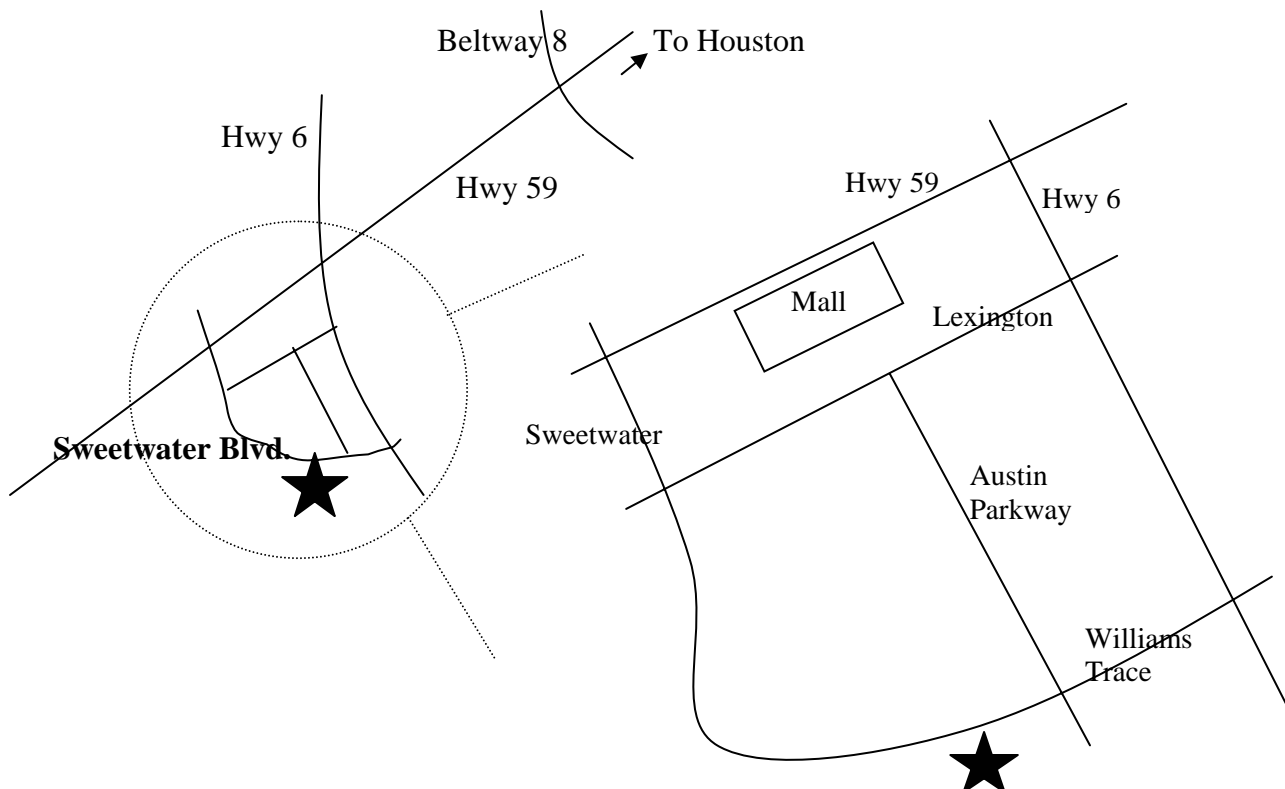 Beltway 8
To Houston
Hwy 6
Hwy 59
Sweetwater Blvd.
Hwy 59
Hwy 6
Mall
Lexington
Sweetwater
Austin
Parkway
Williams
Trace